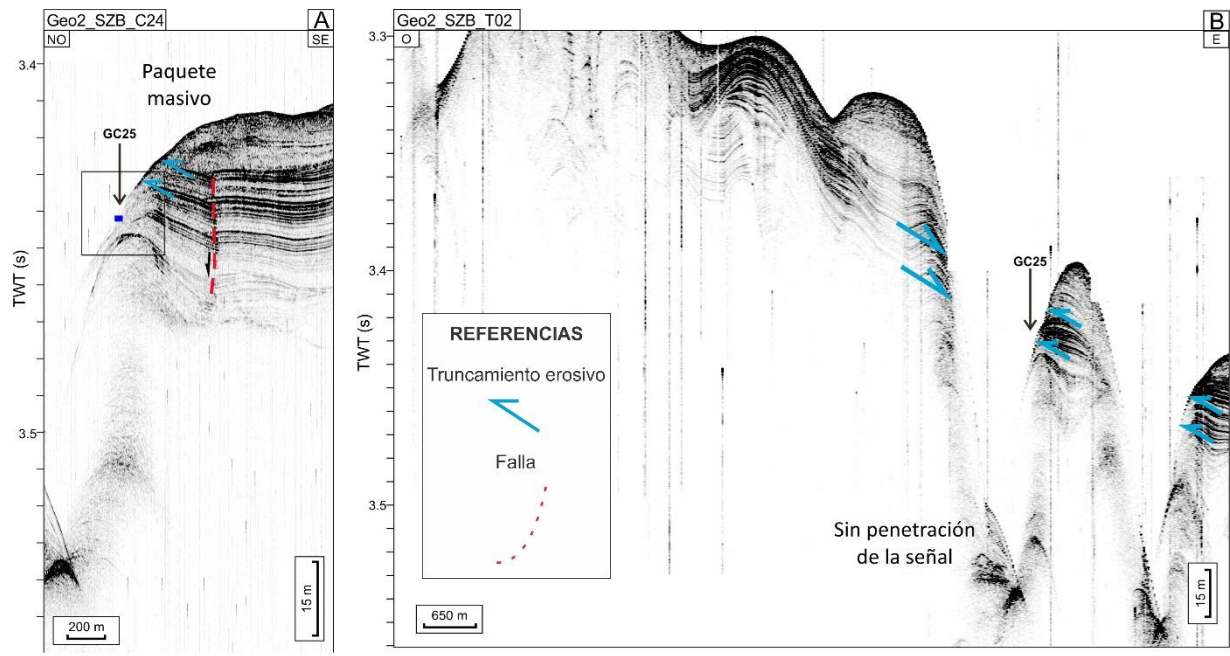 Geo2_SZB_C24
A
NO
SE
3.4
Paquete
masivo
GC25
TWT (s)
3.5
200 m
15 m
Geo2_SZB_T02
B
O
E
3.3
3.4
GC25
TWT (s)
REFERENCIAS
Truncamiento erosivo
Falla
3.5
Sin penetración
de la señal
650 m
15 m